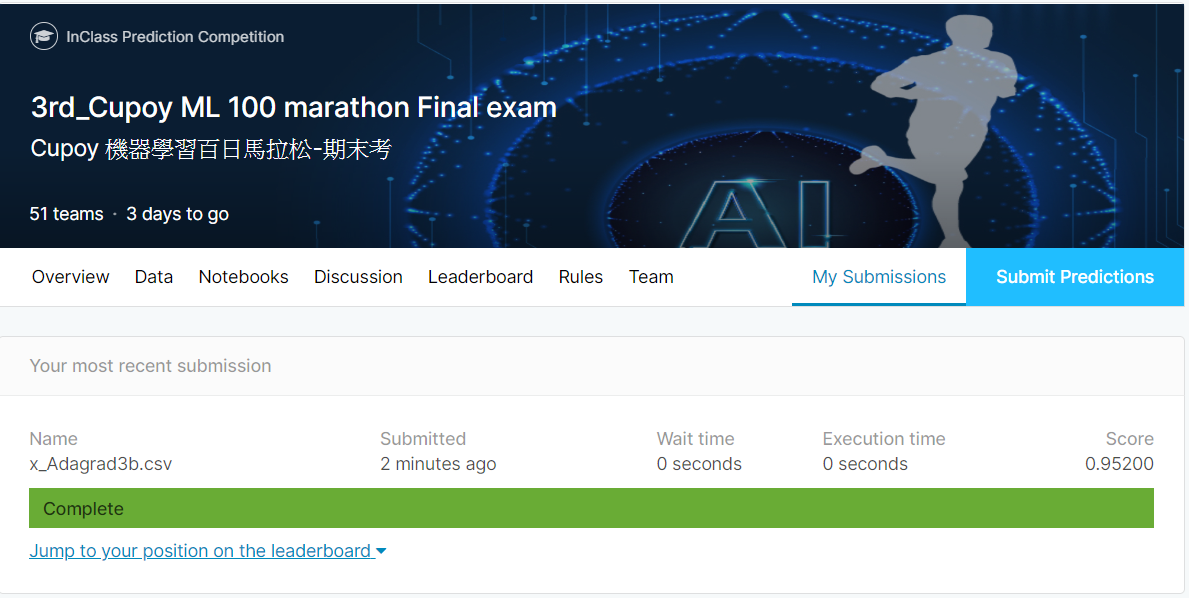 InClass Prediction Competition
3rd_Cupoy ML 100 marathon Final exam
Cupoy 機器學習百日馬拉松-期末考
51 teams · 3 days to go
AI
Overview Data Notebooks Discussion Leaderboard Rules Team My Submissions Submit Predictions
Your most recent submission
Name Submitted Wait time Execution time Score
x_Adagrad3b.csv 2 minutes ago 0 seconds 0 seconds 0.95200
Complete
Jump to your position on the leaderboard